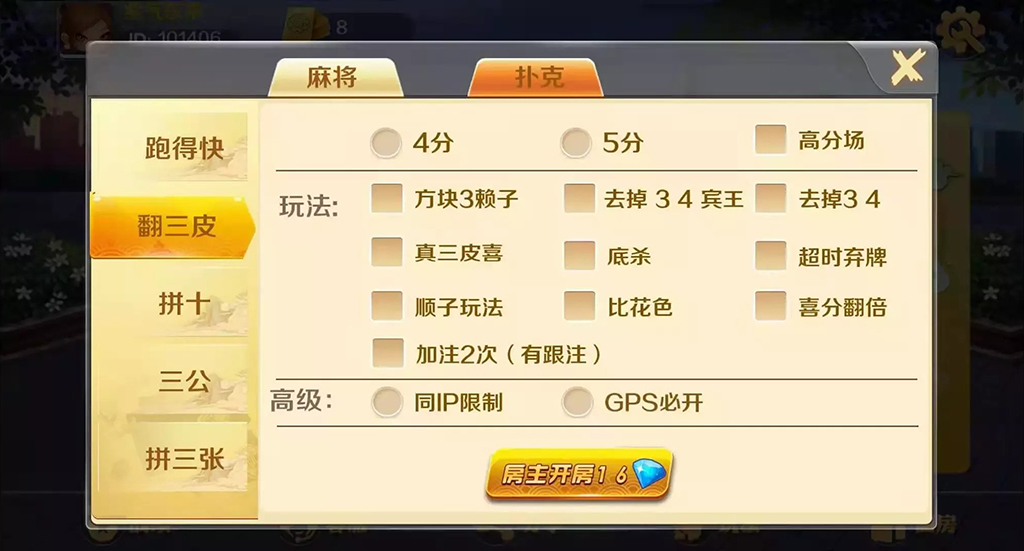 ID: 101406
8
麻将 扑克
跑得快
翻三皮
拼十
三公
拼三张
4分 5分 高分场
玩法: 方块3赖子 去掉 3 4 宾王 去掉3 4
真三皮喜 底杀 超时弃牌
顺子玩法 比花色 喜分翻倍
加注2次（有跟注）
高级: 同IP限制 GPS必开
房主开房16